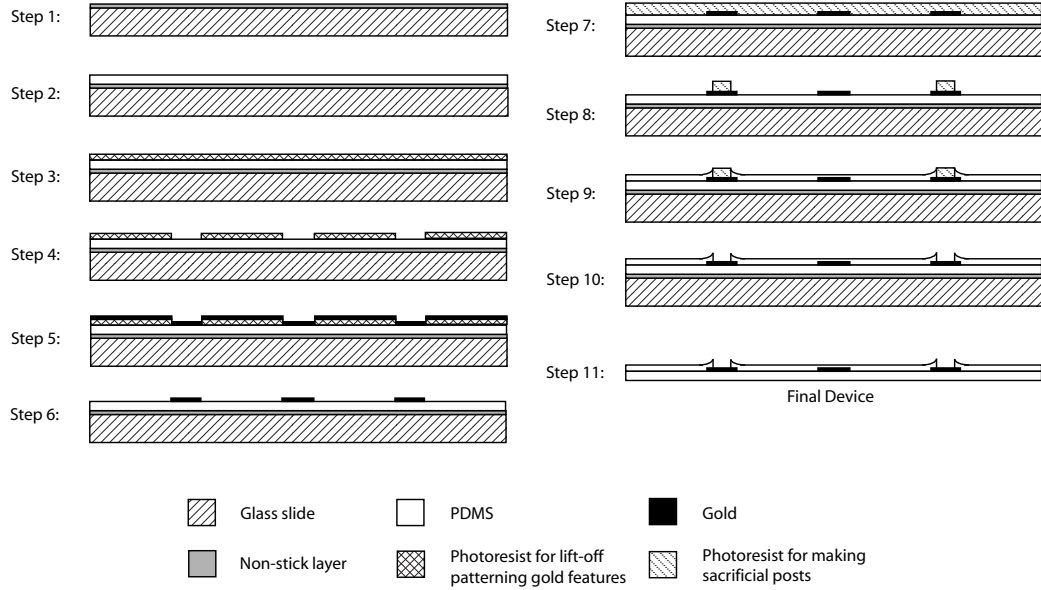 Step 1:
Step 2:
Step 3:
Step 4:
Step 5:
Step 6:
Step 7:
Step 8:
Step 9:
Step 10:
Step 11:
Final Device
Glass slide
PDMS
Gold
Non-stick layer
Photoresist for lift-off
patterning gold features
Photoresist for making
sacrificial posts